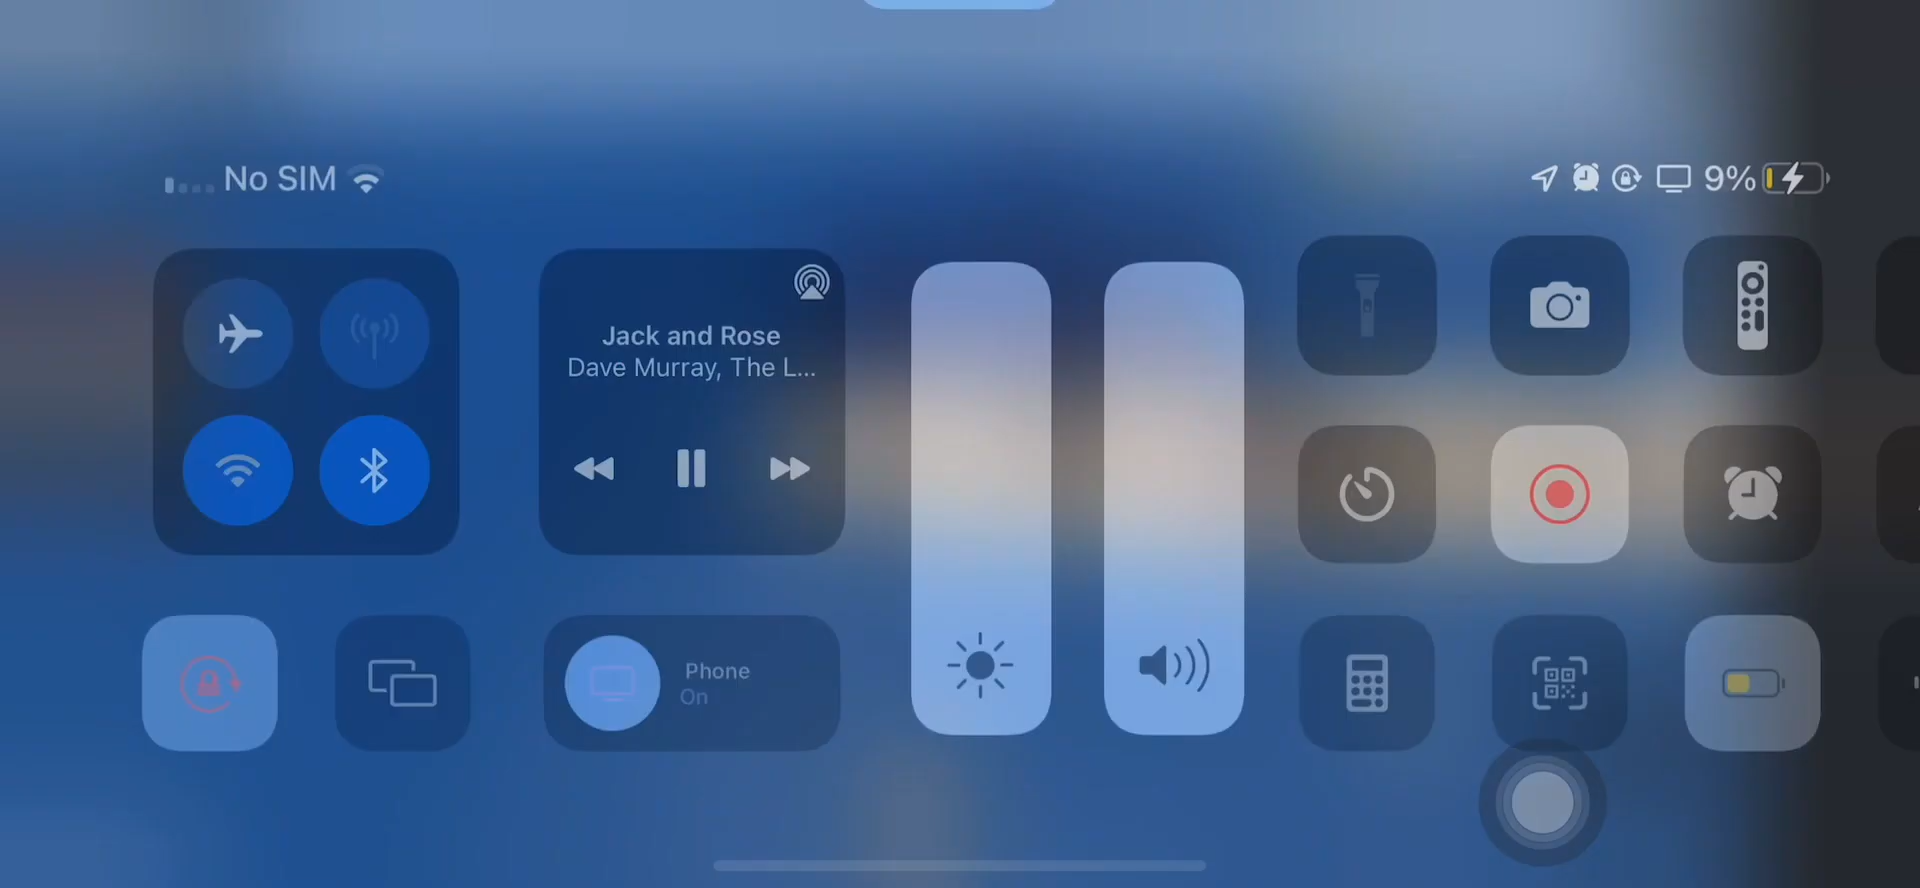 No SIM
9%
Jack and Rose
Dave Murray, The L...
Phone
On